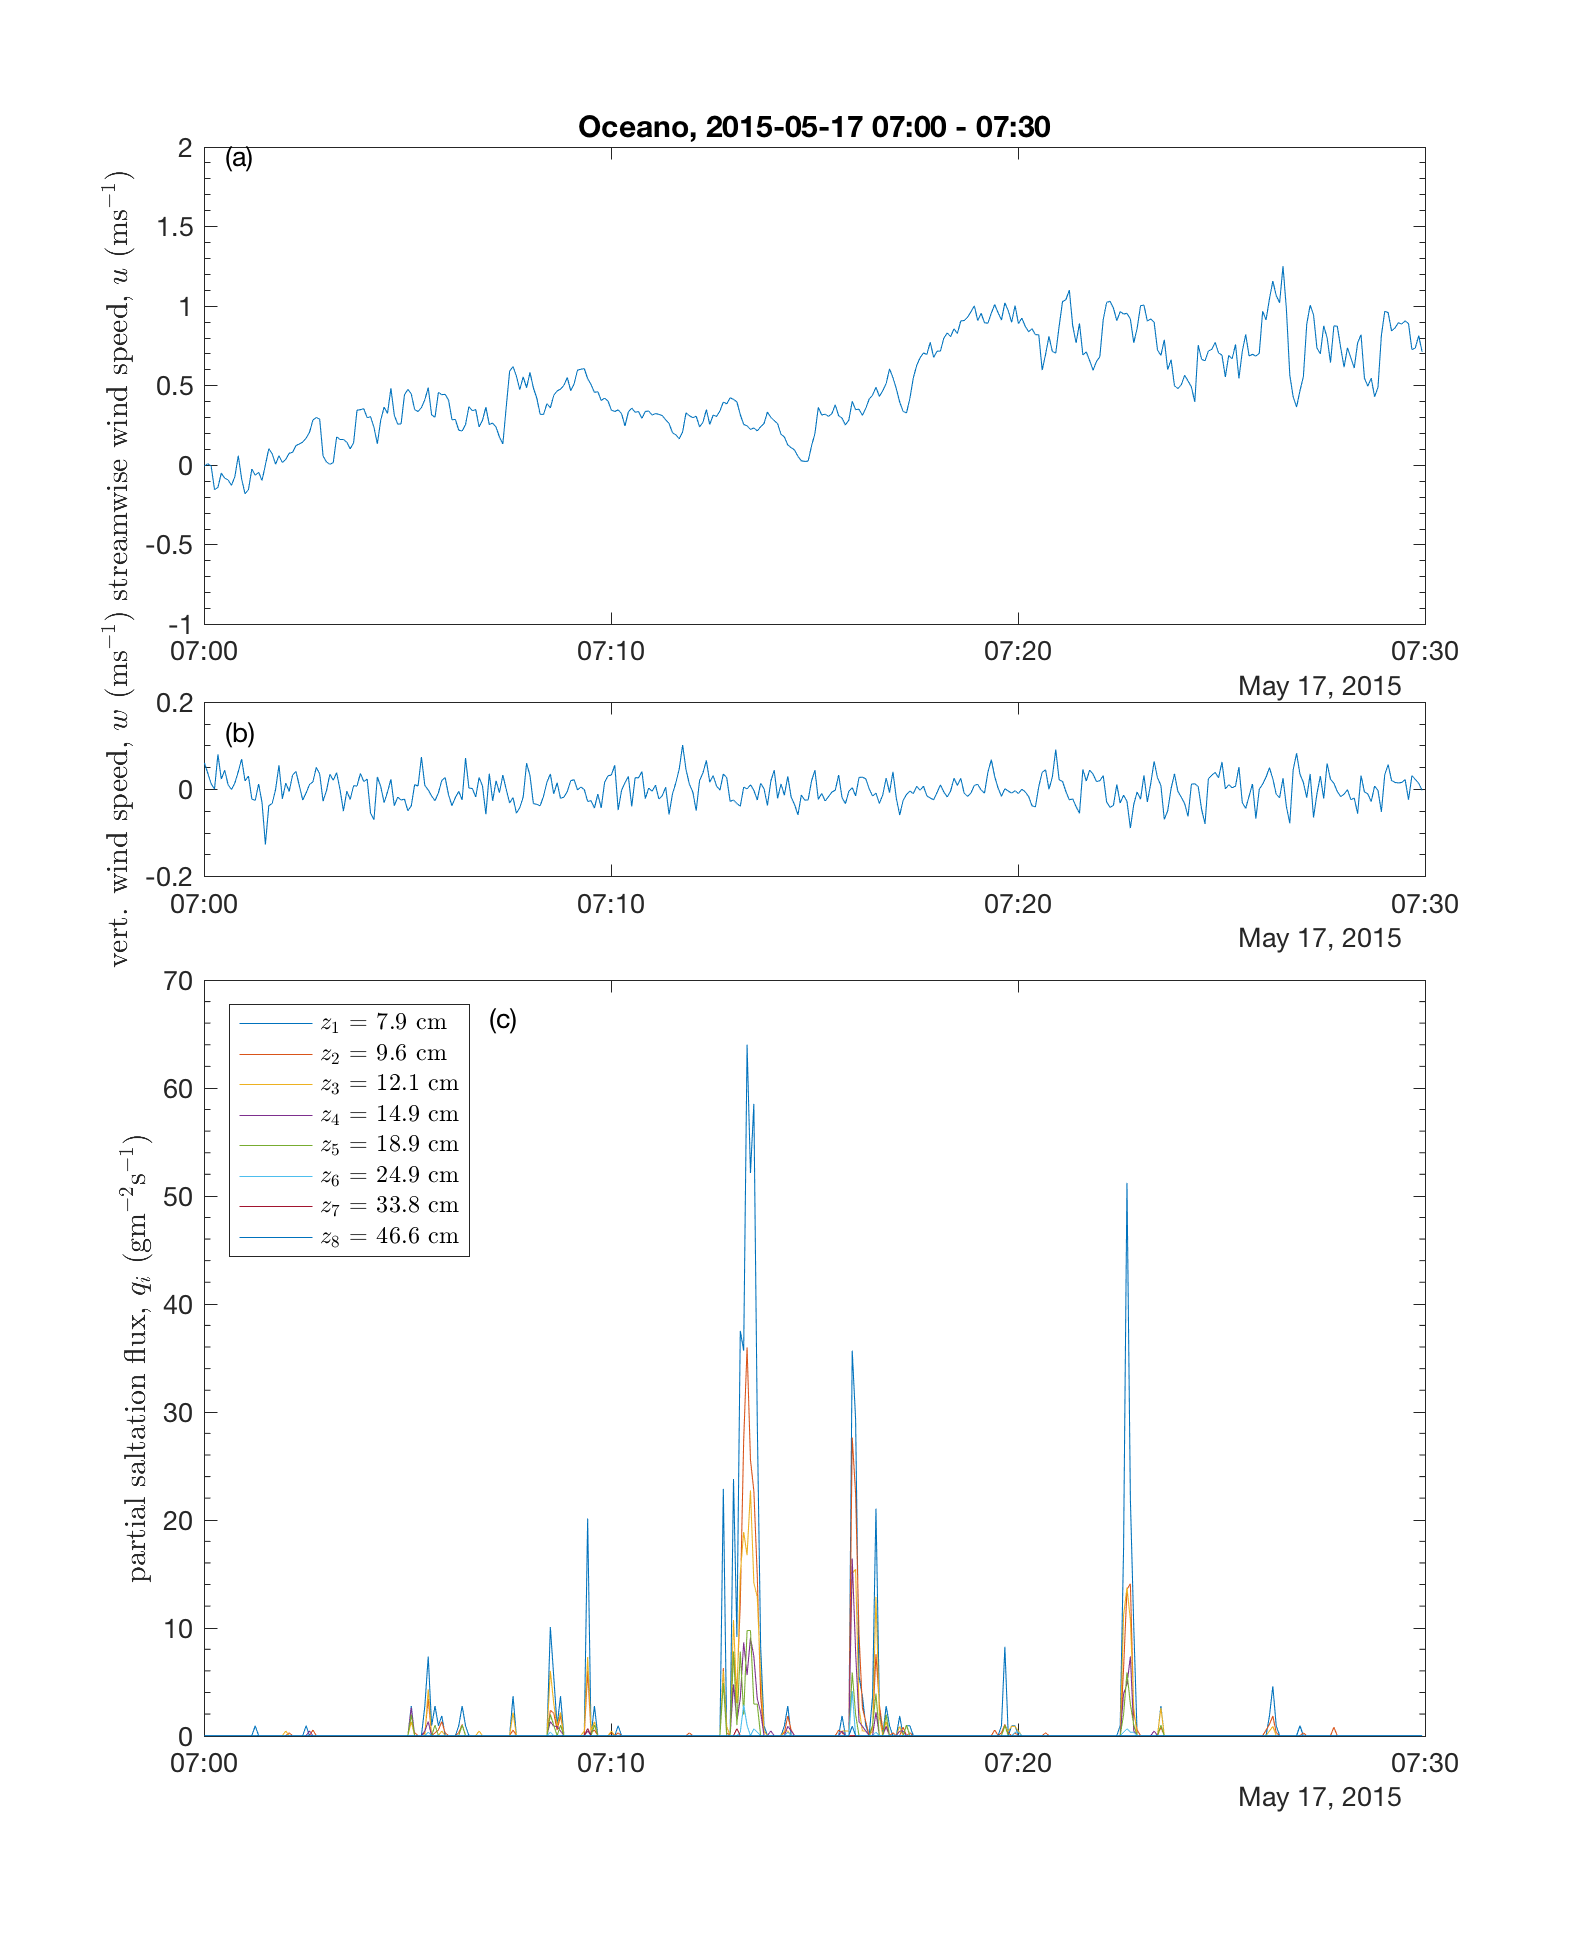 Oceano, 2015-05-17 07:00 - 07:30
(a)
streamwise wind speed, u (ms⁻¹)
2
1.5
1
0.5
0
-0.5
-1
07:00 07:10 07:20 07:30
May 17, 2015
(b)
vert. wind speed, w (ms⁻¹)
0.2
0
-0.2
07:00 07:10 07:20 07:30
May 17, 2015
(c)
partial saltation flux, qᵢ (gm⁻²s⁻¹)
70
60
50
40
30
20
10
0
z₁ = 7.9 cm
z₂ = 9.6 cm
z₃ = 12.1 cm
z₄ = 14.9 cm
z₅ = 18.9 cm
z₆ = 24.9 cm
z₇ = 33.8 cm
z₈ = 46.6 cm
07:00 07:10 07:20 07:30
May 17, 2015